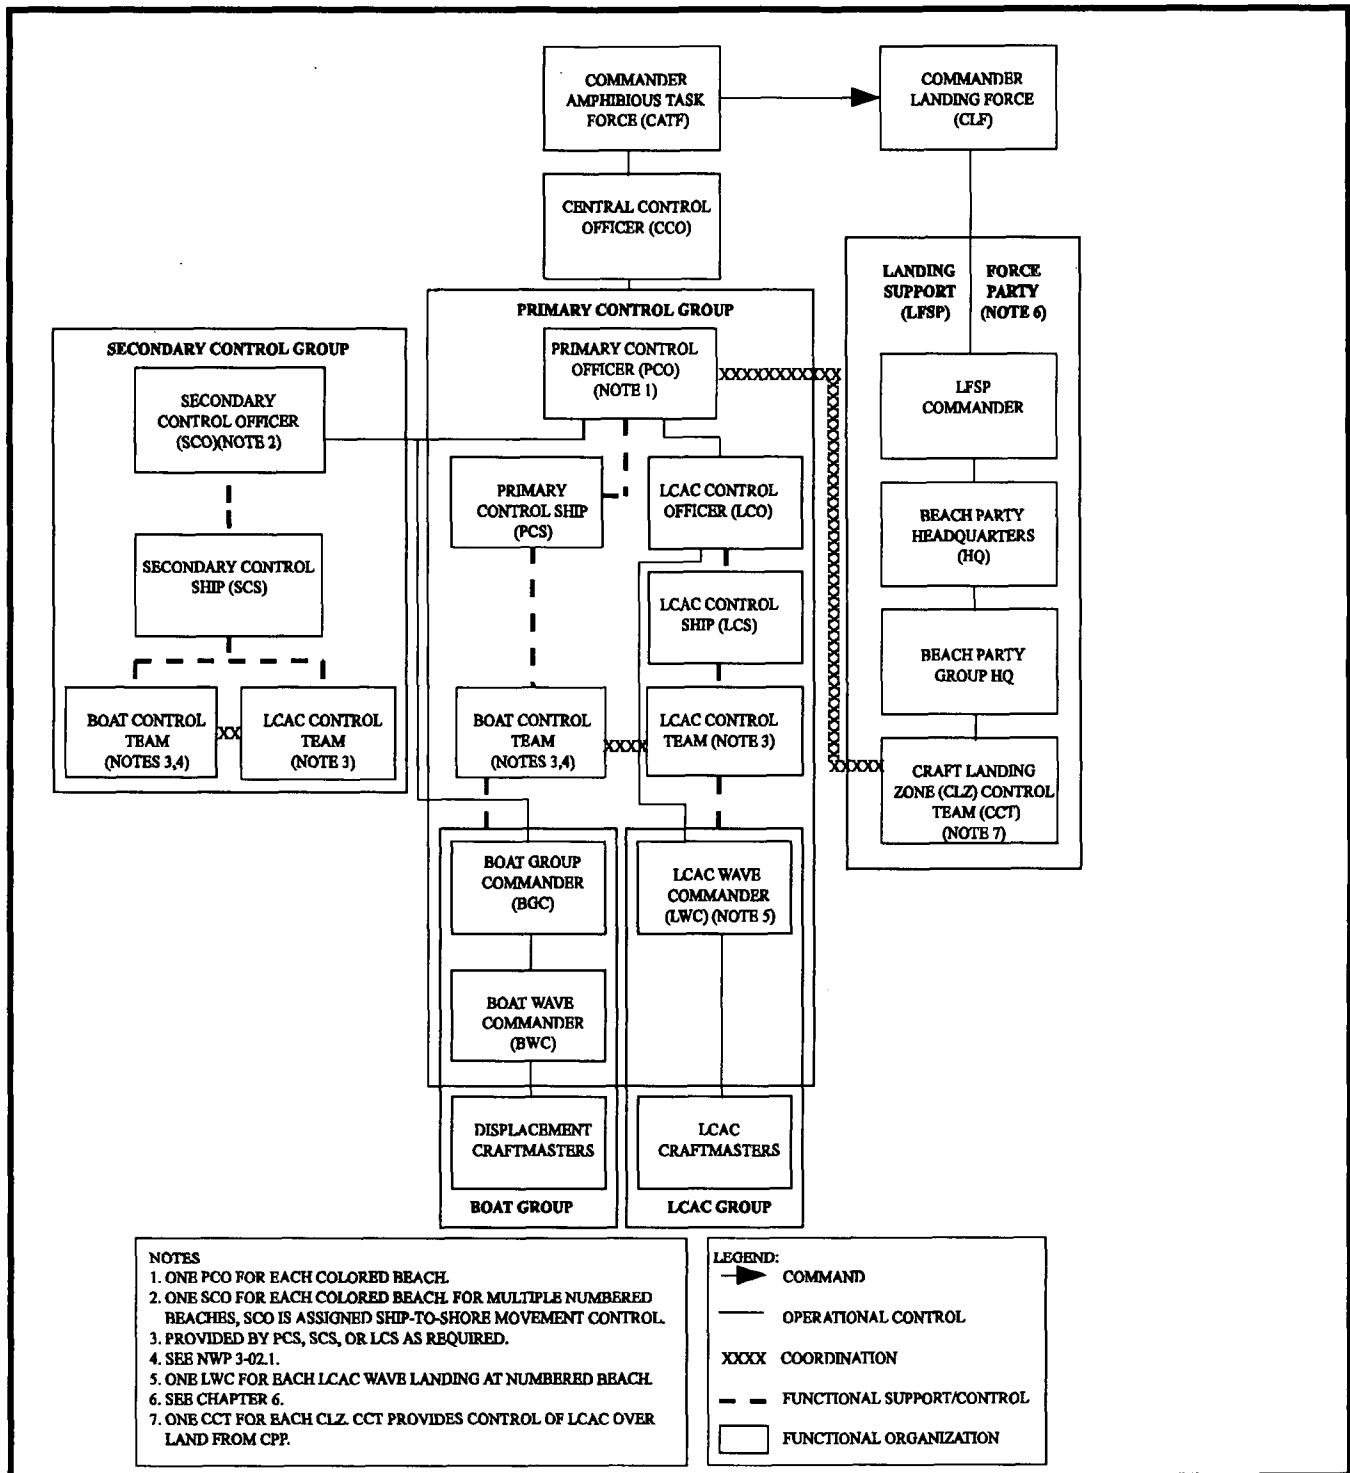 COMMANDER
AMPHIBIOUS TASK
FORCE (CATF)
COMMANDER
LANDING FORCE
(CLF)
CENTRAL CONTROL
OFFICER (CCO)
LANDING FORCE
SUPPORT PARTY
(LFSP) (NOTE 6)
PRIMARY CONTROL GROUP
PRIMARY CONTROL
OFFICER (PCO)
(NOTE 1)
XXXXXXXXXXX
SECONDARY CONTROL GROUP
SECONDARY
CONTROL OFFICER
(SCO)(NOTE 2)
LFSP
COMMANDER
PRIMARY
CONTROL SHIP
(PCS)
LCAC CONTROL
OFFICER (LCO)
BEACH PARTY
HEADQUARTERS
(HQ)
SECONDARY CONTROL
SHIP (SCS)
LCAC CONTROL
SHIP (LCS)
BEACH PARTY
GROUP HQ
BOAT CONTROL
TEAM
(NOTES 3,4)
XX
LCAC CONTROL
TEAM
(NOTE 3)
BOAT CONTROL
TEAM
(NOTES 3,4)
XXXX
LCAC CONTROL
TEAM (NOTE 3)
XXXXX
CRAFT LANDING
ZONE (CLZ) CONTROL
TEAM (CCT)
(NOTE 7)
BOAT GROUP
COMMANDER
(BGC)
LCAC WAVE
COMMANDER
(LWC) (NOTE 5)
BOAT WAVE
COMMANDER
(BWC)
DISPLACEMENT
CRAFTMASTERS
LCAC
CRAFTMASTERS
BOAT GROUP
LCAC GROUP
NOTES
1. ONE PCO FOR EACH COLORED BEACH.
2. ONE SCO FOR EACH COLORED BEACH. FOR MULTIPLE NUMBERED
BEACHES, SCO IS ASSIGNED SHIP-TO-SHORE MOVEMENT CONTROL.
3. PROVIDED BY PCS, SCS, OR LCS AS REQUIRED.
4. SEE NWP 3-02.1.
5. ONE LWC FOR EACH LCAC WAVE LANDING AT NUMBERED BEACH.
6. SEE CHAPTER 6.
7. ONE CCT FOR EACH CLZ. CCT PROVIDES CONTROL OF LCAC OVER
LAND FROM CPP.
LEGEND:
COMMAND
OPERATIONAL CONTROL
XXXX COORDINATION
FUNCTIONAL SUPPORT/CONTROL
FUNCTIONAL ORGANIZATION